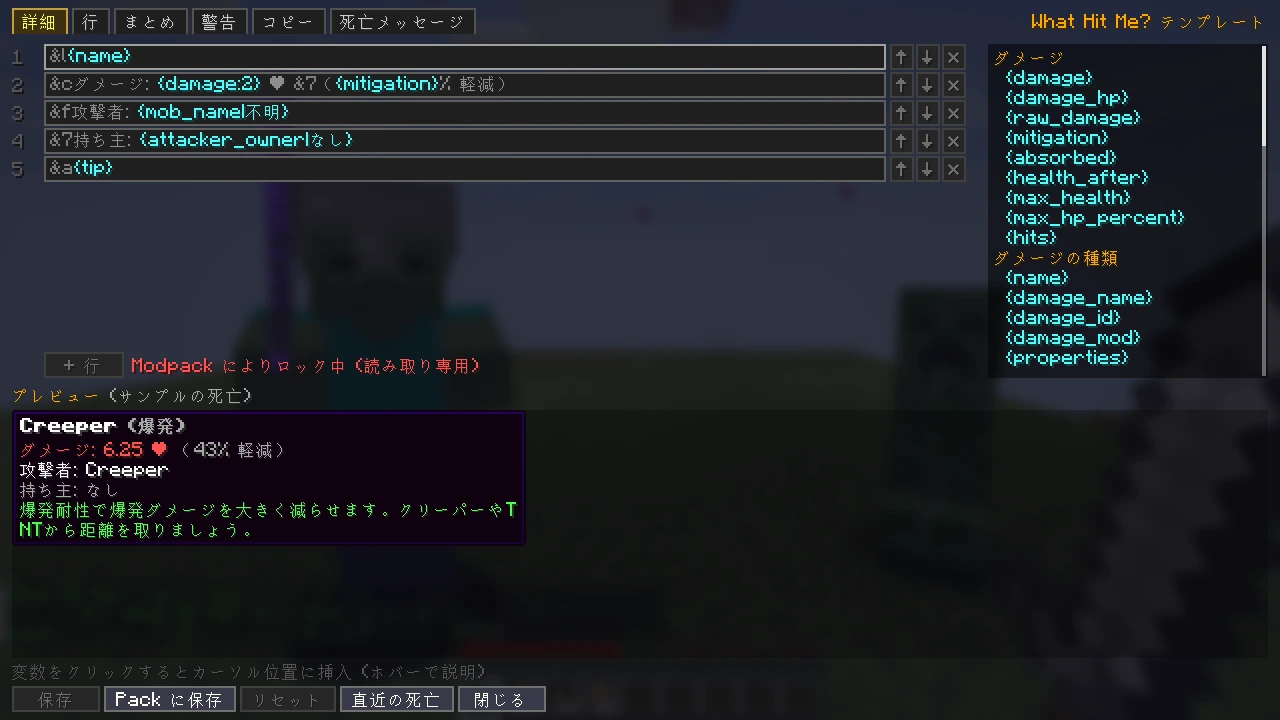 詳細 行 まとめ 警告 コピー 死亡メッセージ What Hit Me? テンプレート
1 &l{name} ↑ ↓ ✕
2 &cダメージ: {damage:2} ♥ &7（{mitigation}% 軽減） ↑ ↓ ✕
3 &f攻撃者: {mob_name|不明} ↑ ↓ ✕
4 &7持ち主: {attacker_owner|なし} ↑ ↓ ✕
5 &a{tip} ↑ ↓ ✕
ダメージ
{damage}
{damage_hp}
{raw_damage}
{mitigation}
{absorbed}
{health_after}
{max_health}
{max_hp_percent}
{hits}
ダメージの種類
{name}
{damage_name}
{damage_id}
{damage_mod}
{properties}
+ 行 Modpack によりロック中 (読み取り専用)
プレビュー (サンプルの死亡)
Creeper (爆発)
ダメージ: 6.25 ♥ （43% 軽減）
攻撃者: Creeper
持ち主: なし
爆発耐性で爆発ダメージを大きく減らせます。クリーパーやT
NTから距離を取りましょう。
変数をクリックするとカーソル位置に挿入 (ホバーで説明)
保存 Pack に保存 リセット 直近の死亡 閉じる